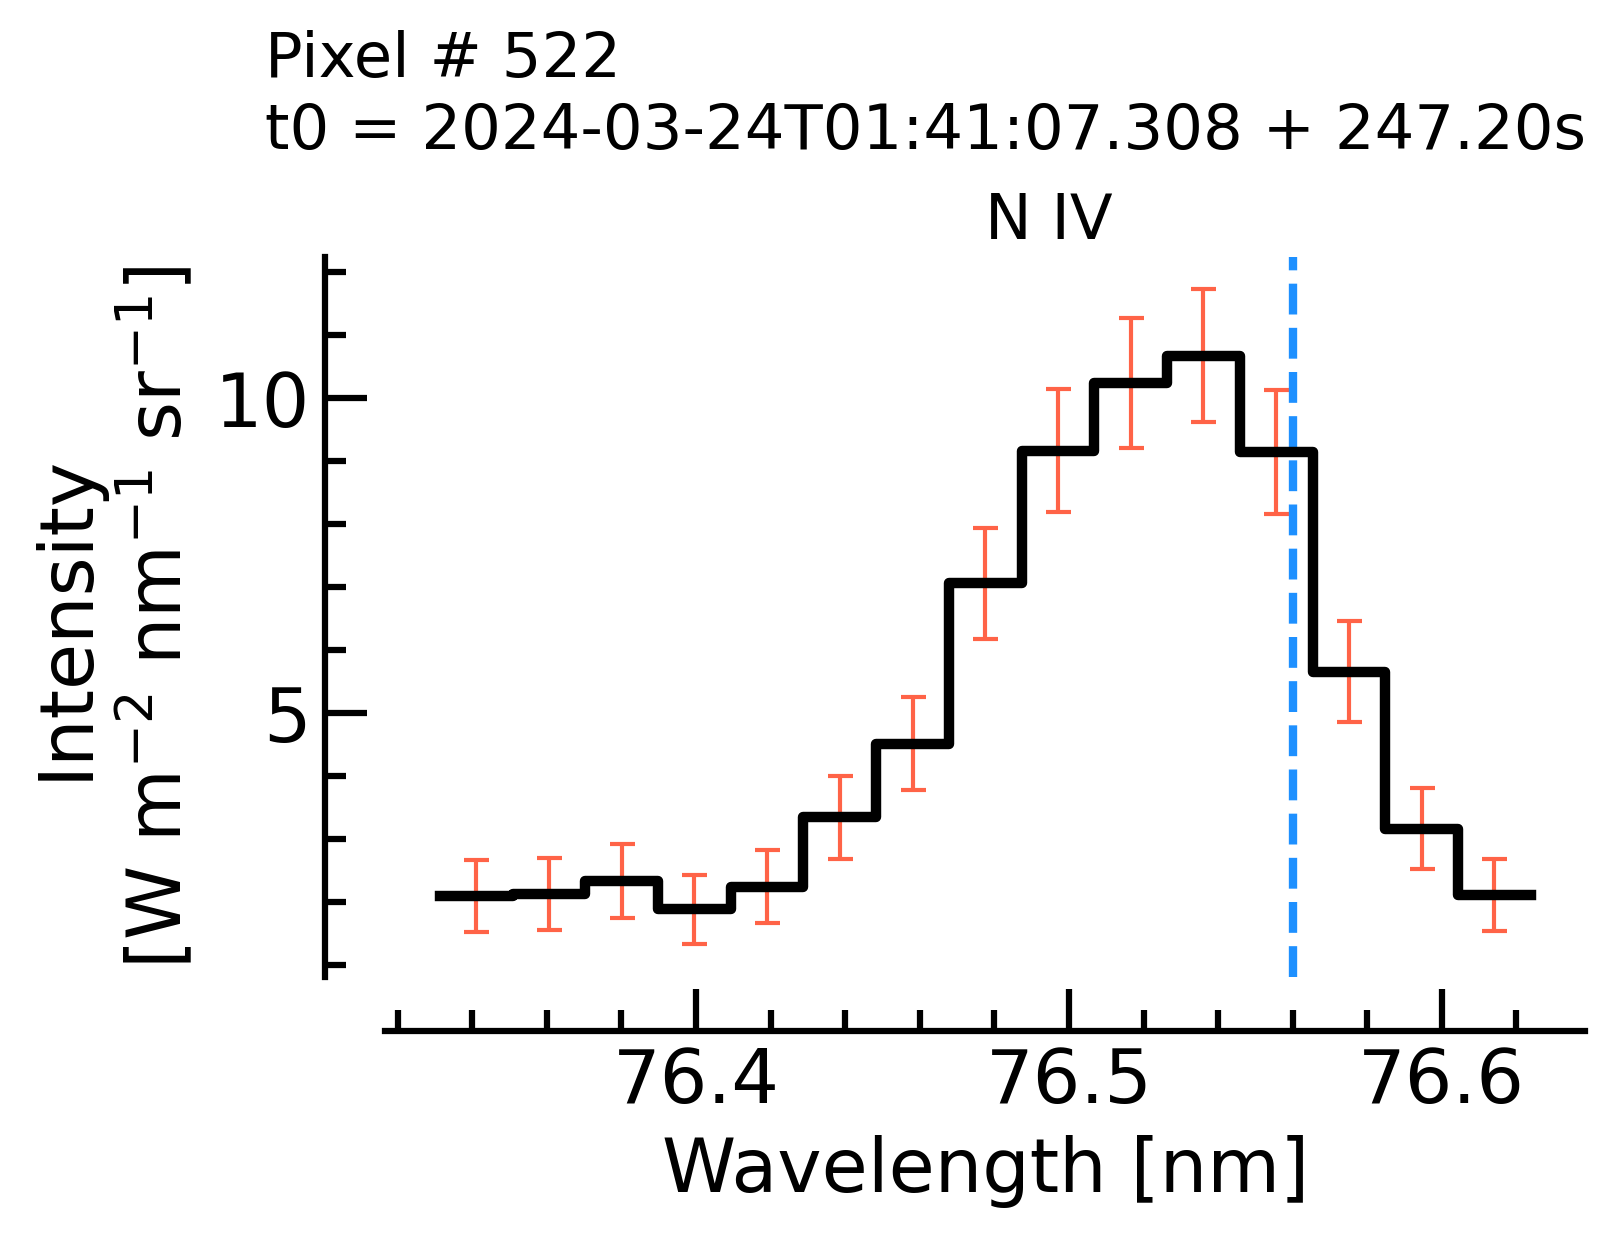 Pixel # 522
t0 = 2024-03-24T01:41:07.308 + 247.20s
N IV
Intensity
[W m⁻² nm⁻¹ sr⁻¹]
10
5
76.4 76.5 76.6
Wavelength [nm]